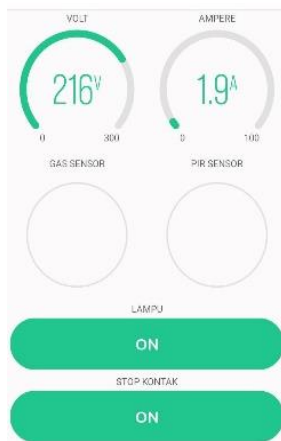 VOLT AMPERE
216V 1.9A
0 300 0 100
GAS SENSOR PIR SENSOR
LAMPU
ON
STOP KONTAK
ON